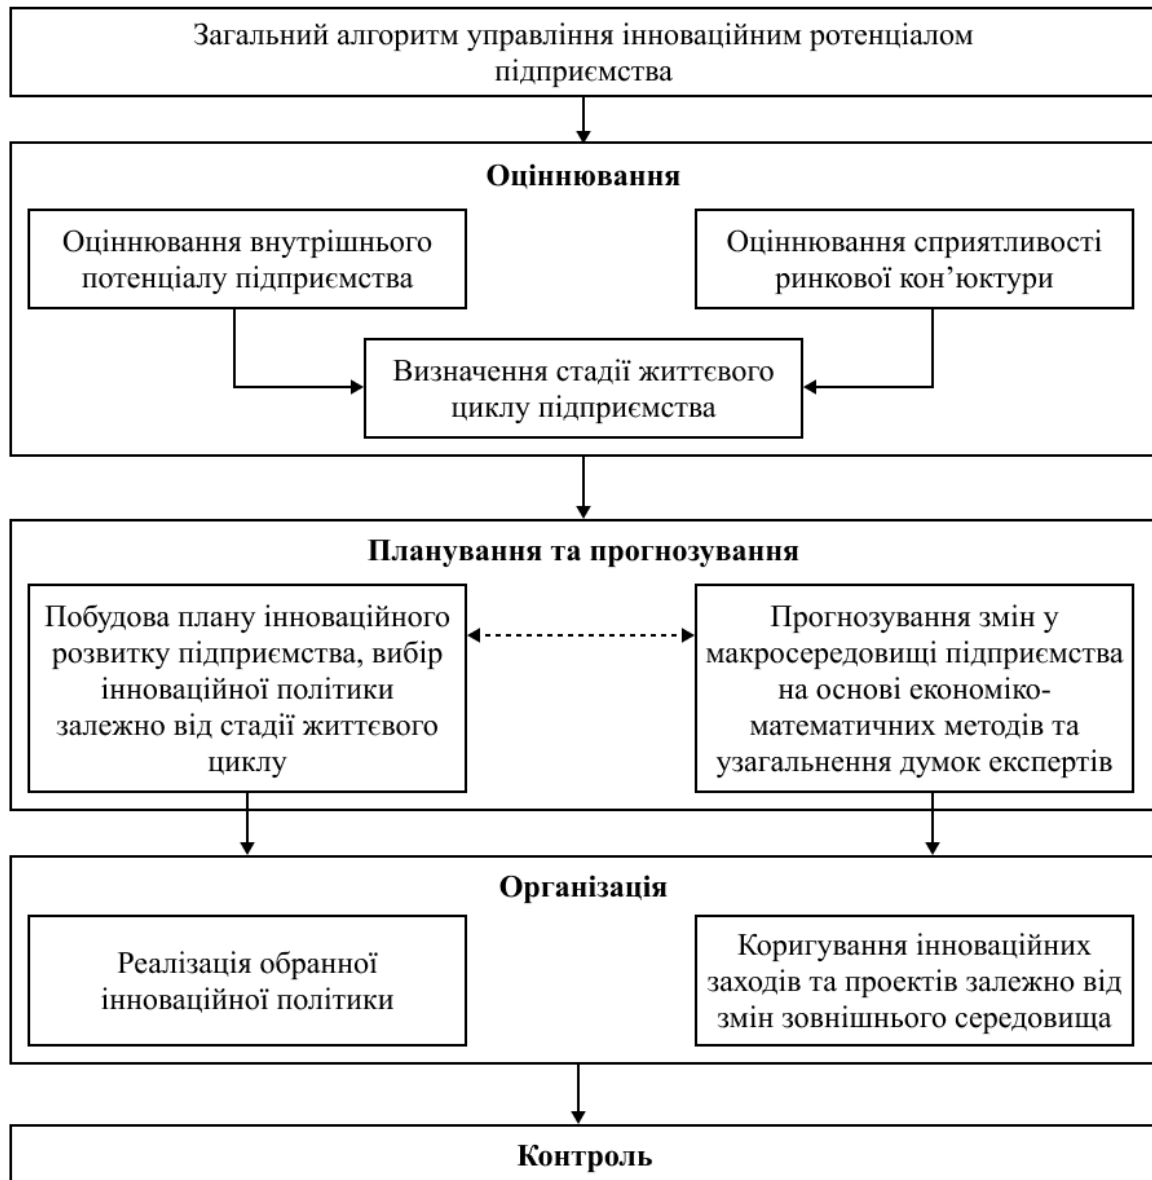 Загальний алгоритм управління інноваційним ротенціалом
підприємства
Оціннювання
Оціннювання внутрішнього
потенціалу підприємства
Оціннювання сприятливості
ринкової кон’юктури
Визначення стадії життєвого
циклу підприємства
Планування та прогнозування
Побудова плану інноваційного
розвитку підприємства, вибір
інноваційної політики
залежно від стадії життєвого
циклу
Прогнозування змін у
макросередовищі підприємства
на основі економіко-
математичних методів та
узагальнення думок експертів
Організація
Реалізація обранної
інноваційної політики
Коригування інноваційних
заходів та проектів залежно від
змін зовнішнього середовища
Контроль